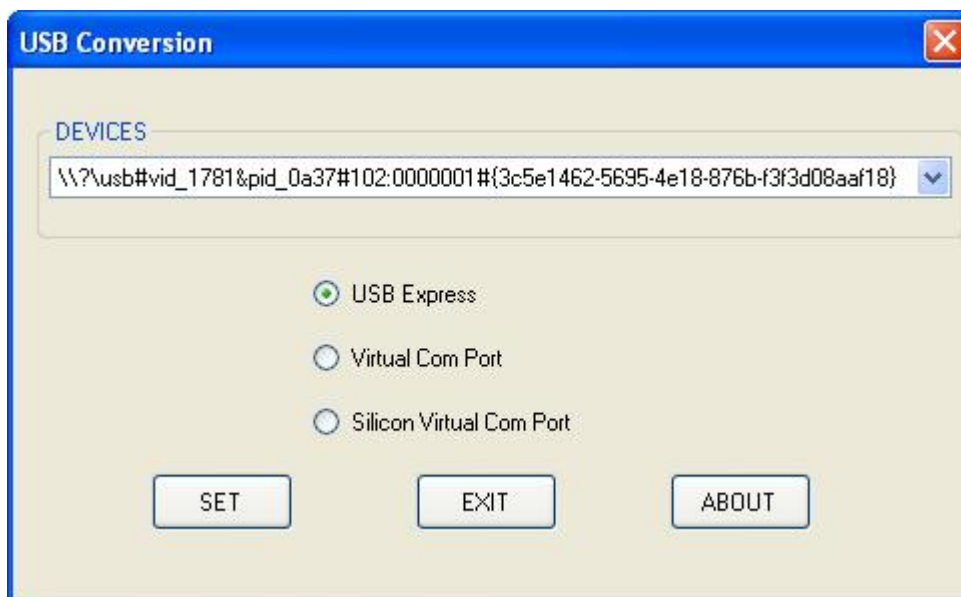 USB Conversion
DEVICES
\\?\usb#vid_1781&pid_0a37#102:0000001#{3c5e1462-5695-4e18-876b-f3f3d08aaf18}
USB Express
Virtual Com Port
Silicon Virtual Com Port
SET EXIT ABOUT